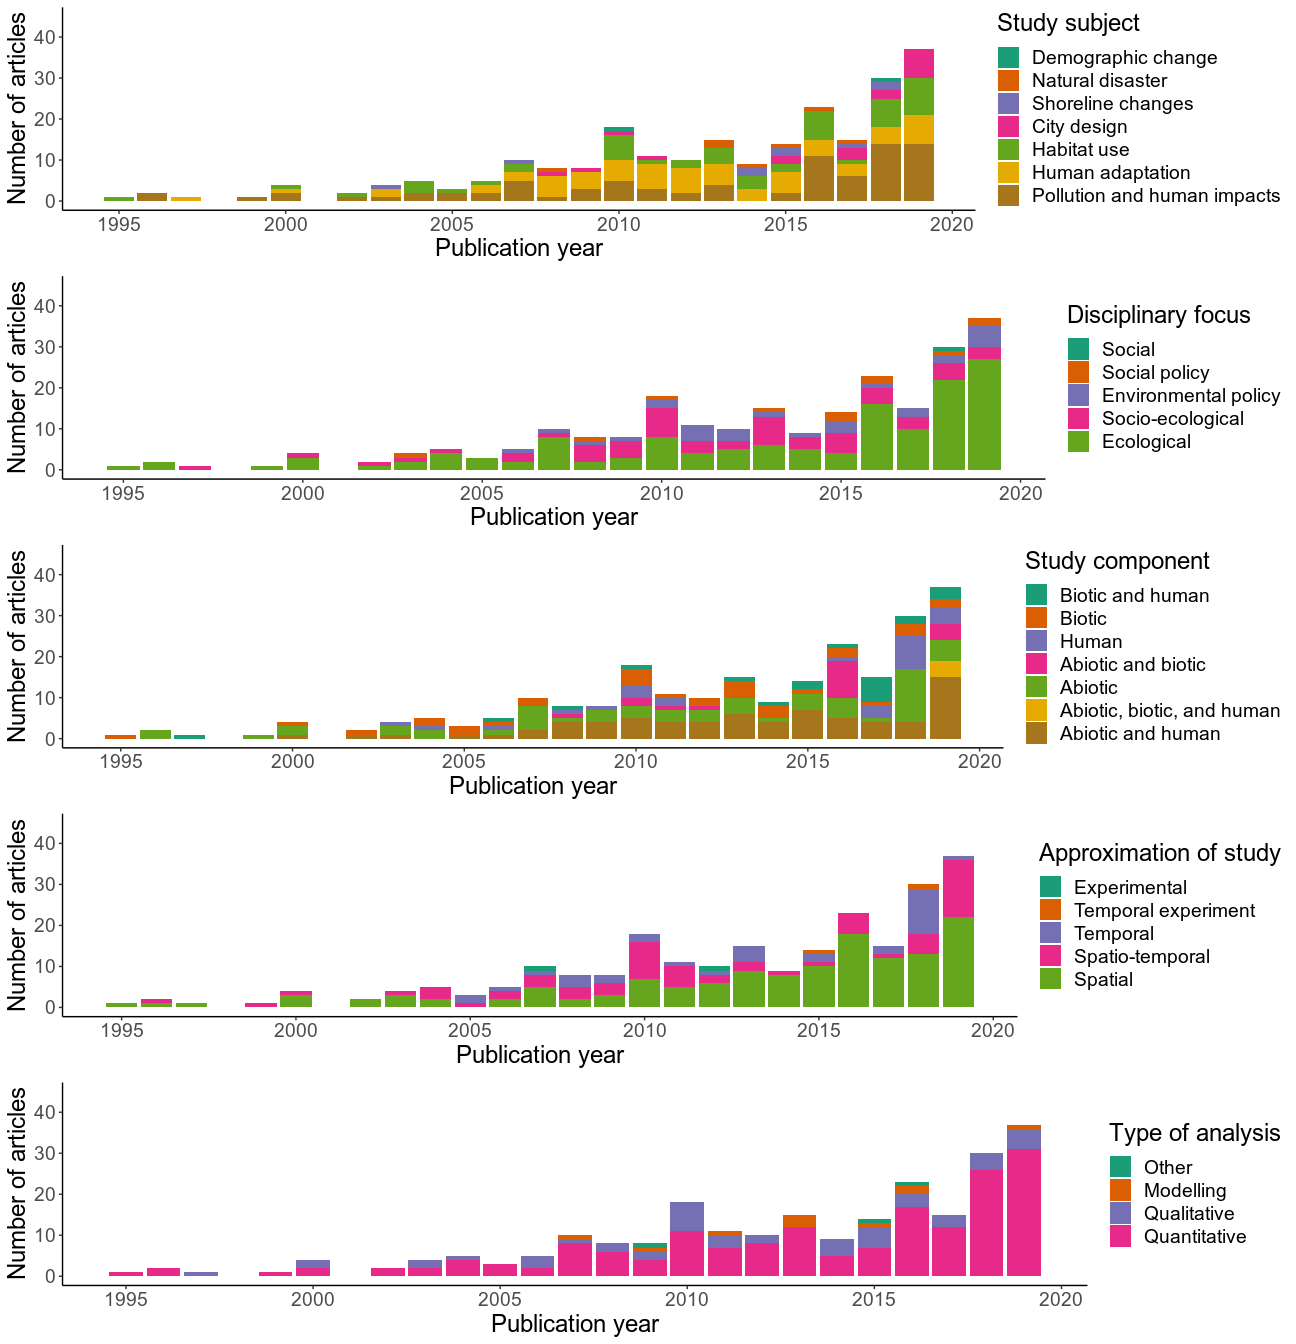 Number of articles
40
30
20
10
0
1995 2000 2005 2010 2015 2020
Publication year
Study subject
Demographic change
Natural disaster
Shoreline changes
City design
Habitat use
Human adaptation
Pollution and human impacts
Number of articles
40
30
20
10
0
1995 2000 2005 2010 2015 2020
Publication year
Disciplinary focus
Social
Social policy
Environmental policy
Socio-ecological
Ecological
Number of articles
40
30
20
10
0
1995 2000 2005 2010 2015 2020
Publication year
Study component
Biotic and human
Biotic
Human
Abiotic and biotic
Abiotic
Abiotic, biotic, and human
Abiotic and human
Number of articles
40
30
20
10
0
1995 2000 2005 2010 2015 2020
Publication year
Approximation of study
Experimental
Temporal experiment
Temporal
Spatio-temporal
Spatial
Number of articles
40
30
20
10
0
1995 2000 2005 2010 2015 2020
Publication year
Type of analysis
Other
Modelling
Qualitative
Quantitative